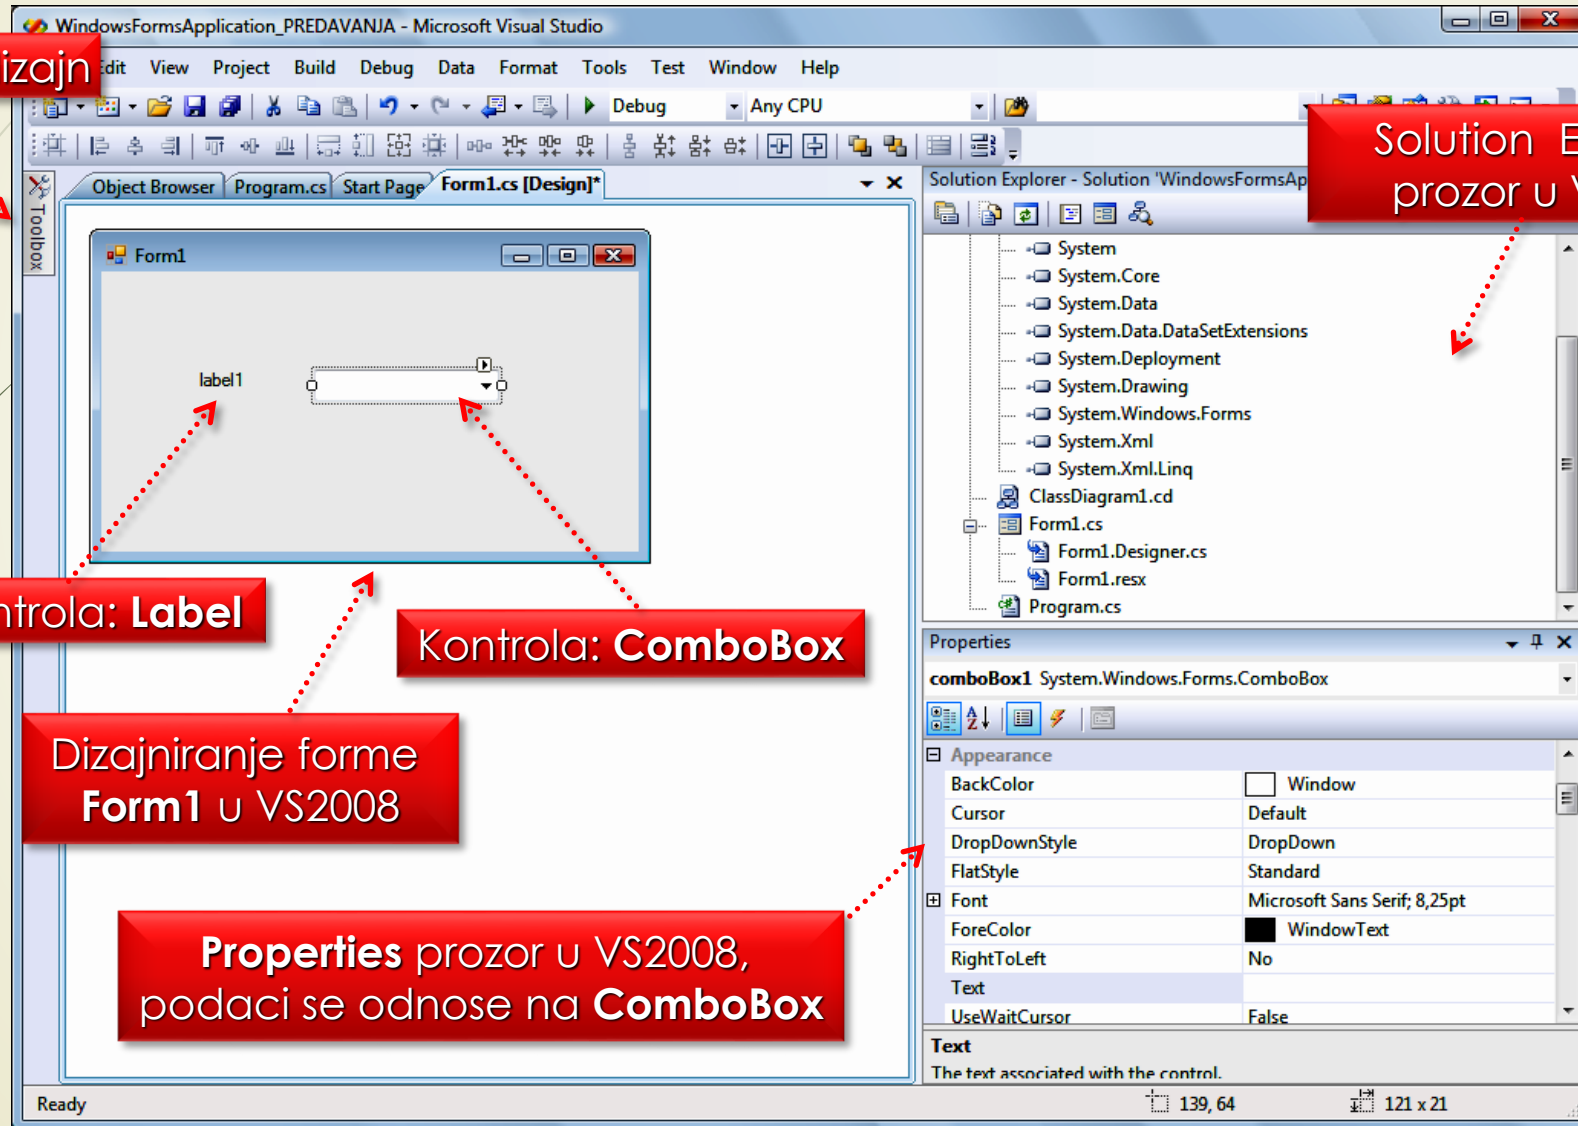 WindowsFormsApplication_PREDAVANJA - Microsoft Visual Studio
izajn
Edit View Project Build Debug Data Format Tools Test Window Help
Debug Any CPU
Solution E
prozor u V
Object Browser Program.cs Start Page Form1.cs [Design]*
Solution Explorer - Solution 'WindowsFormsAp
Toolbox
Form1
label1
System
System.Core
System.Data
System.Data.DataSetExtensions
System.Deployment
System.Drawing
System.Windows.Forms
System.Xml
System.Xml.Linq
ClassDiagram1.cd
Form1.cs
Form1.Designer.cs
Form1.resx
Program.cs
ntrola: Label
Kontrola: ComboBox
Dizajniranje forme
Form1 u VS2008
Properties prozor u VS2008,
podaci se odnose na ComboBox
Properties
comboBox1 System.Windows.Forms.ComboBox
Appearance
BackColor Window
Cursor Default
DropDownStyle DropDown
FlatStyle Standard
Font Microsoft Sans Serif; 8,25pt
ForeColor WindowText
RightToLeft No
Text
UseWaitCursor False
Text
The text associated with the control.
Ready 139, 64 121 x 21